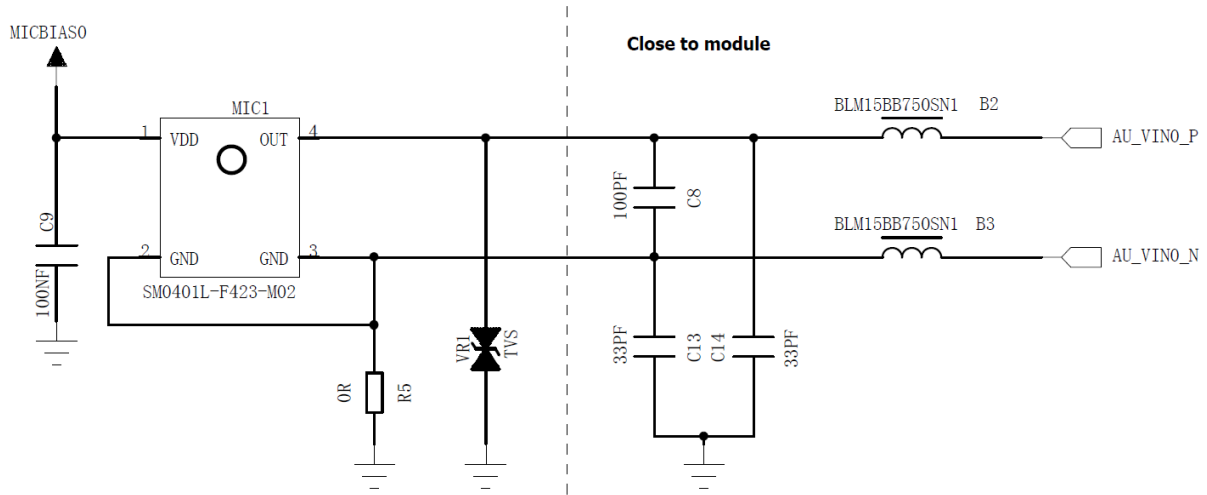 MICBIAS0
Close to module
MIC1
BLM15BB750SN1 B2
1 VDD OUT 4
AU_VIN0_P
100PF C8
C9
BLM15BB750SN1 B3
2 GND GND 3
AU_VIN0_N
100NF
SM0401L-F423-M02
VR1 TVS
33PF C13 C14 33PF
0R R5